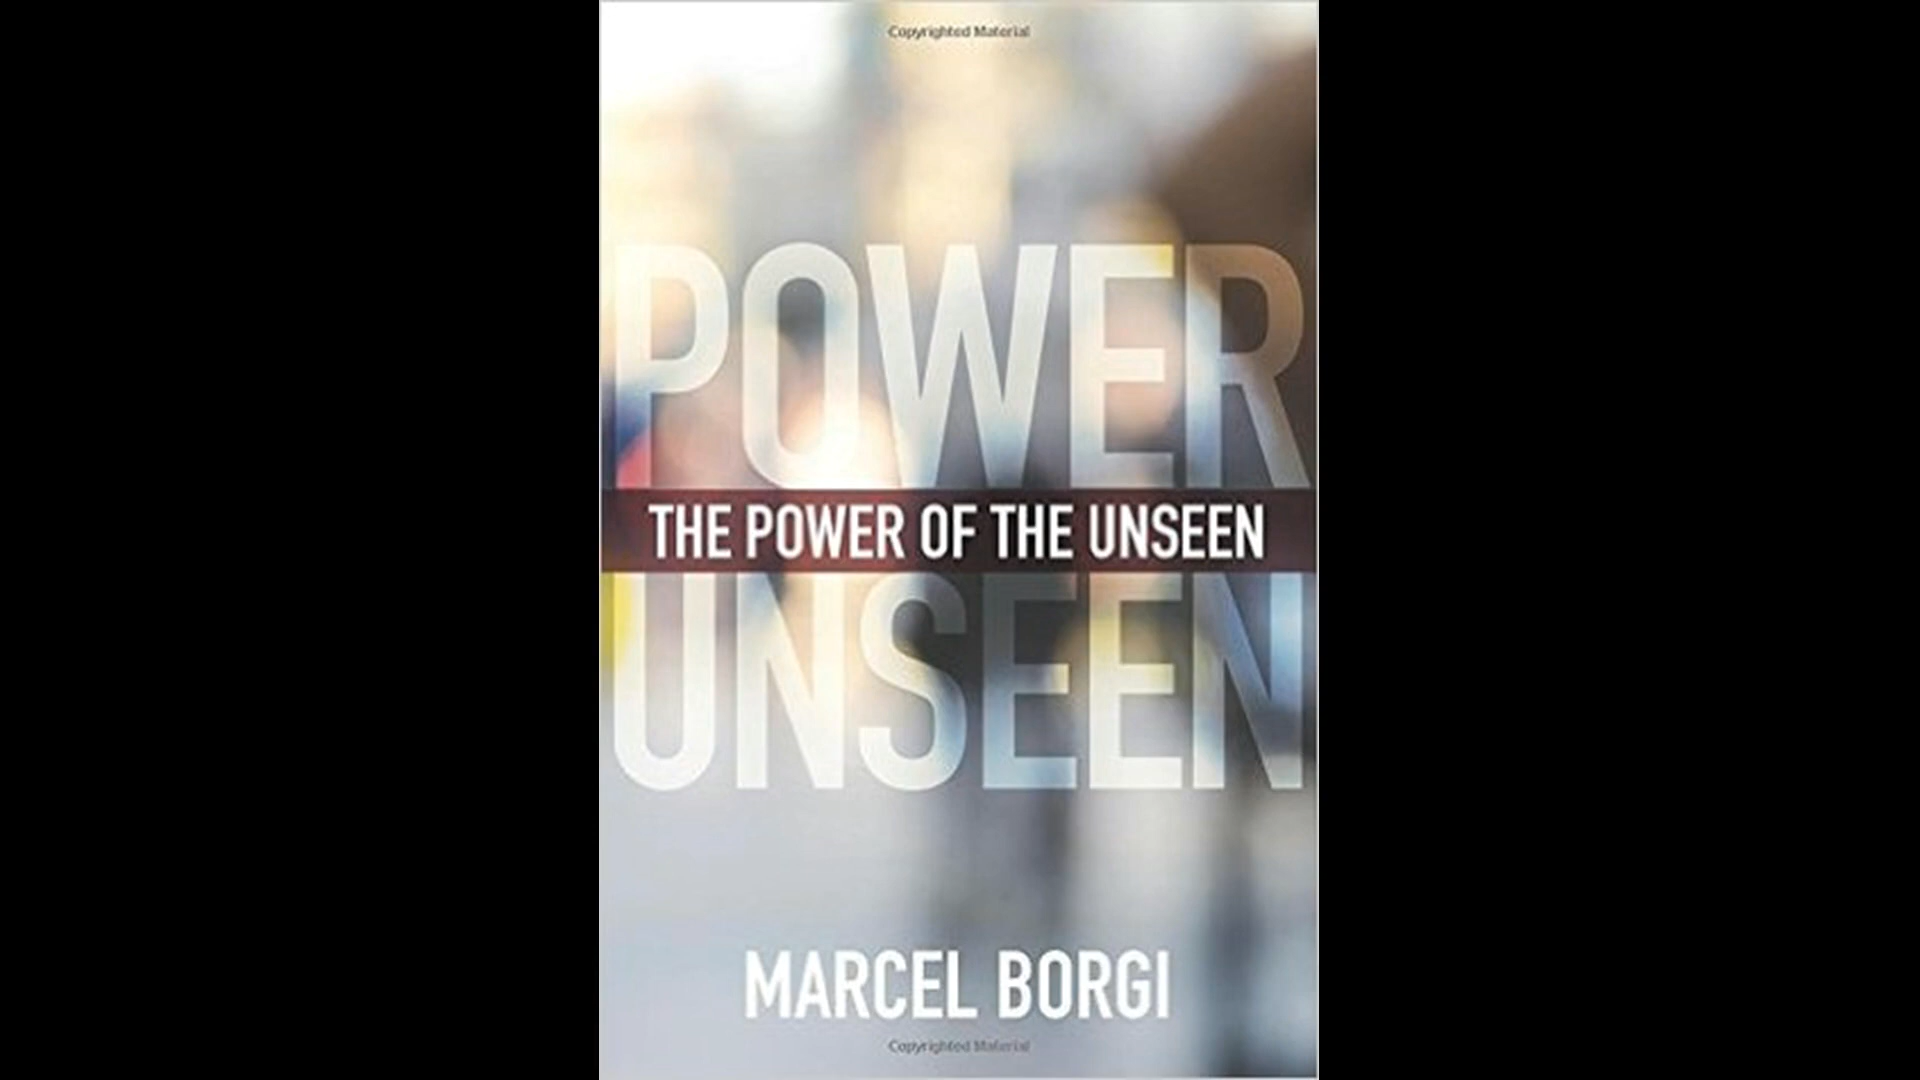 Copyrighted Material
POWER
THE POWER OF THE UNSEEN
UNSEEN
MARCEL BORGI
Copyrighted Material